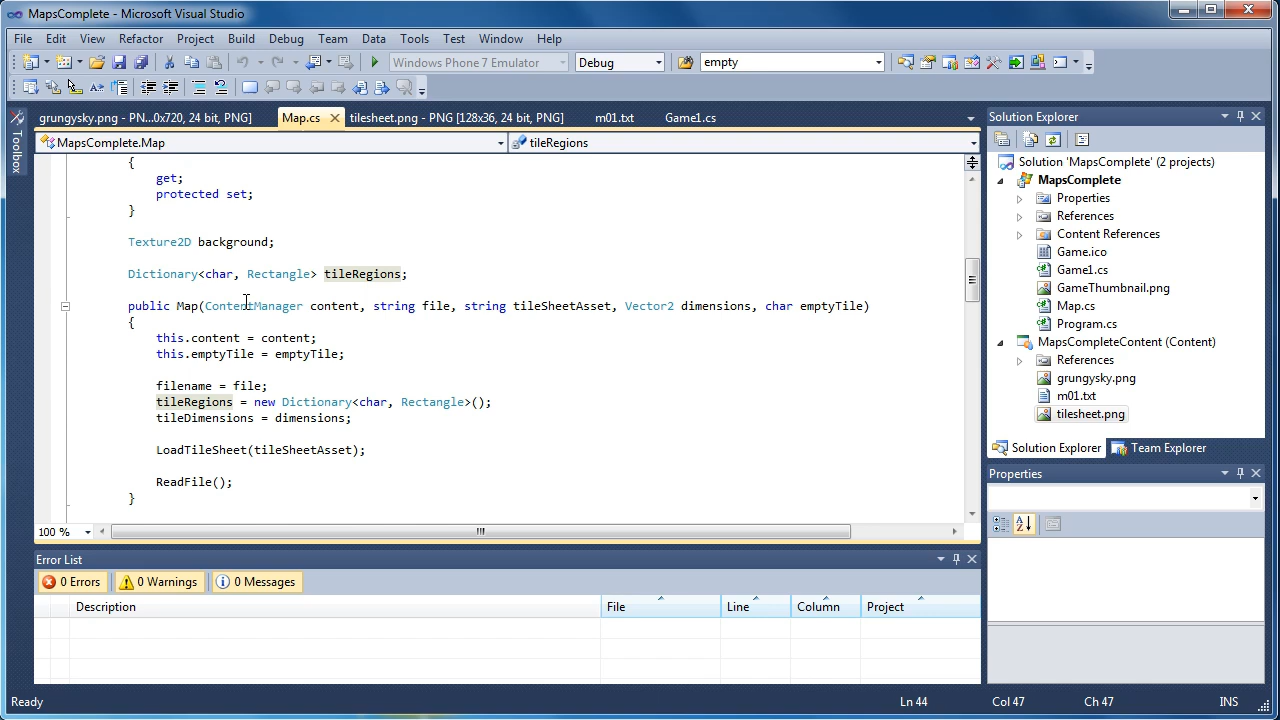 MapsComplete - Microsoft Visual Studio
File Edit View Refactor Project Build Debug Team Data Tools Test Window Help
Windows Phone 7 Emulator Debug empty
grungysky.png - PN...0x720, 24 bit, PNG] Map.cs tilesheet.png - PNG [128x36, 24 bit, PNG] m01.txt Game1.cs
MapsComplete.Map tileRegions
Toolbox
{
get;
protected set;
}
Texture2D background;
Dictionary<char, Rectangle> tileRegions;
public Map(ContentManager content, string file, string tileSheetAsset, Vector2 dimensions, char emptyTile)
{
this.content = content;
this.emptyTile = emptyTile;
filename = file;
tileRegions = new Dictionary<char, Rectangle>();
tileDimensions = dimensions;
LoadTileSheet(tileSheetAsset);
ReadFile();
}
100 %
Error List
0 Errors 0 Warnings 0 Messages
Description File Line Column Project
Solution Explorer
Solution 'MapsComplete' (2 projects)
MapsComplete
Properties
References
Content References
Game.ico
Game1.cs
GameThumbnail.png
Map.cs
Program.cs
MapsCompleteContent (Content)
References
grungysky.png
m01.txt
tilesheet.png
Solution Explorer Team Explorer
Properties
Ready Ln 44 Col 47 Ch 47 INS